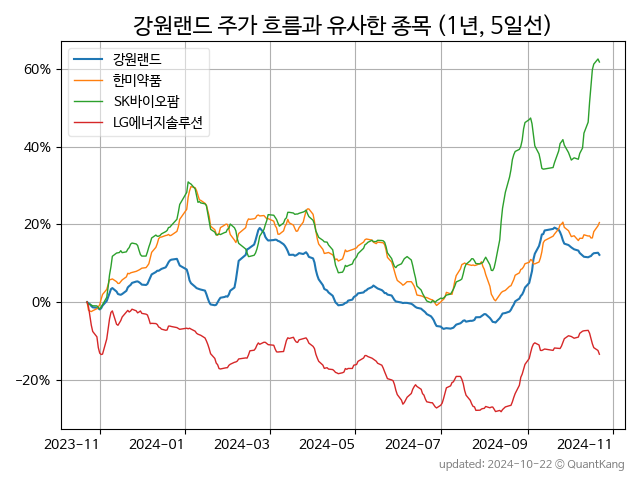 강원랜드 주가 흐름과 유사한 종목 (1년, 5일선)
강원랜드
한미약품
SK바이오팜
LG에너지솔루션
60%
40%
20%
0%
−20%
2023−11
2024−01
2024−03
2024−05
2024−07
2024−09
2024−11
updated: 2024-10-22 © QuantKang